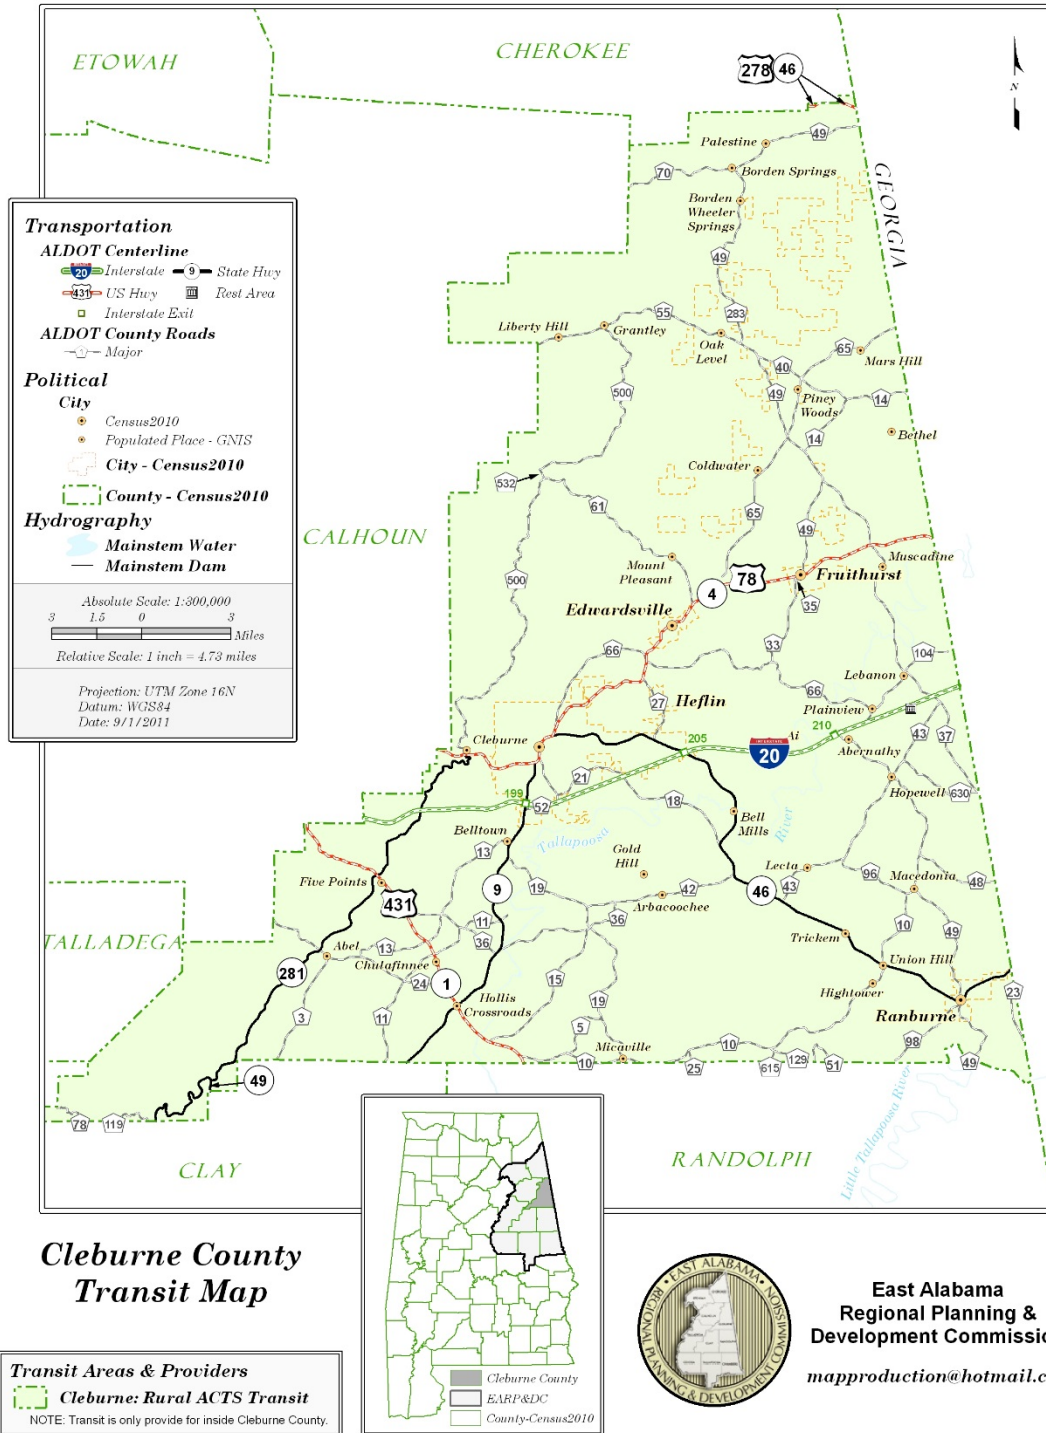 ETOWAH
CHEROKEE
278
46
N
Palestine
49
70
Borden Springs
GEORGIA
Borden
Wheeler
Springs
49
Transportation
ALDOT Centerline
20
Interstate
9
State Hwy
431
US Hwy
Rest Area
Interstate Exit
ALDOT County Roads
Major
Political
City
Census2010
Populated Place - GNIS
City - Census2010
County - Census2010
Hydrography
Mainstem Water
Mainstem Dam
Absolute Scale: 1:300,000
3 1.5 0 3
Miles
Relative Scale: 1 inch = 4.73 miles
Projection: UTM Zone 16N
Datum: WGS84
Date: 9/1/2011
Liberty Hill
Grantley
55
283
Oak
Level
65
Mars Hill
40
49
Piney
Woods
14
500
14
Bethel
Coldwater
532
61
65
49
CALHOUN
Mount
Pleasant
Muscadine
500
78
Fruithurst
4
35
Edwardsville
66
33
104
Lebanon
66
27
Heflin
Plainview
210
43
37
Cleburne
205
20
Ai
Abernathy
21
199
52
18
Hopewell
630
Bell
Mills
River
Tallapoosa
Belltown
13
Gold
Hill
Lecta
43
96
Macedonia
48
Five Points
431
9
19
42
46
Arbacoochee
36
11
36
10
49
TALLADEGA
Abel
13
Chulafinnee
Trickem
Union Hill
281
24
1
15
Hightower
23
Hollis
Crossroads
19
Ranburne
3
11
5
Micaville
10
10
98
25
615
129
51
49
49
78
119
CLAY
RANDOLPH
Little Tallapoosa River
Cleburne County
Transit Map
Cleburne County
EARP&DC
County-Census2010
EAST ALABAMA
REGIONAL PLANNING & DEVELOPMENT COMMISSION
East Alabama
Regional Planning &
Development Commissio
mapproduction@hotmail.c
Transit Areas & Providers
Cleburne: Rural ACTS Transit
NOTE: Transit is only provide for inside Cleburne County.